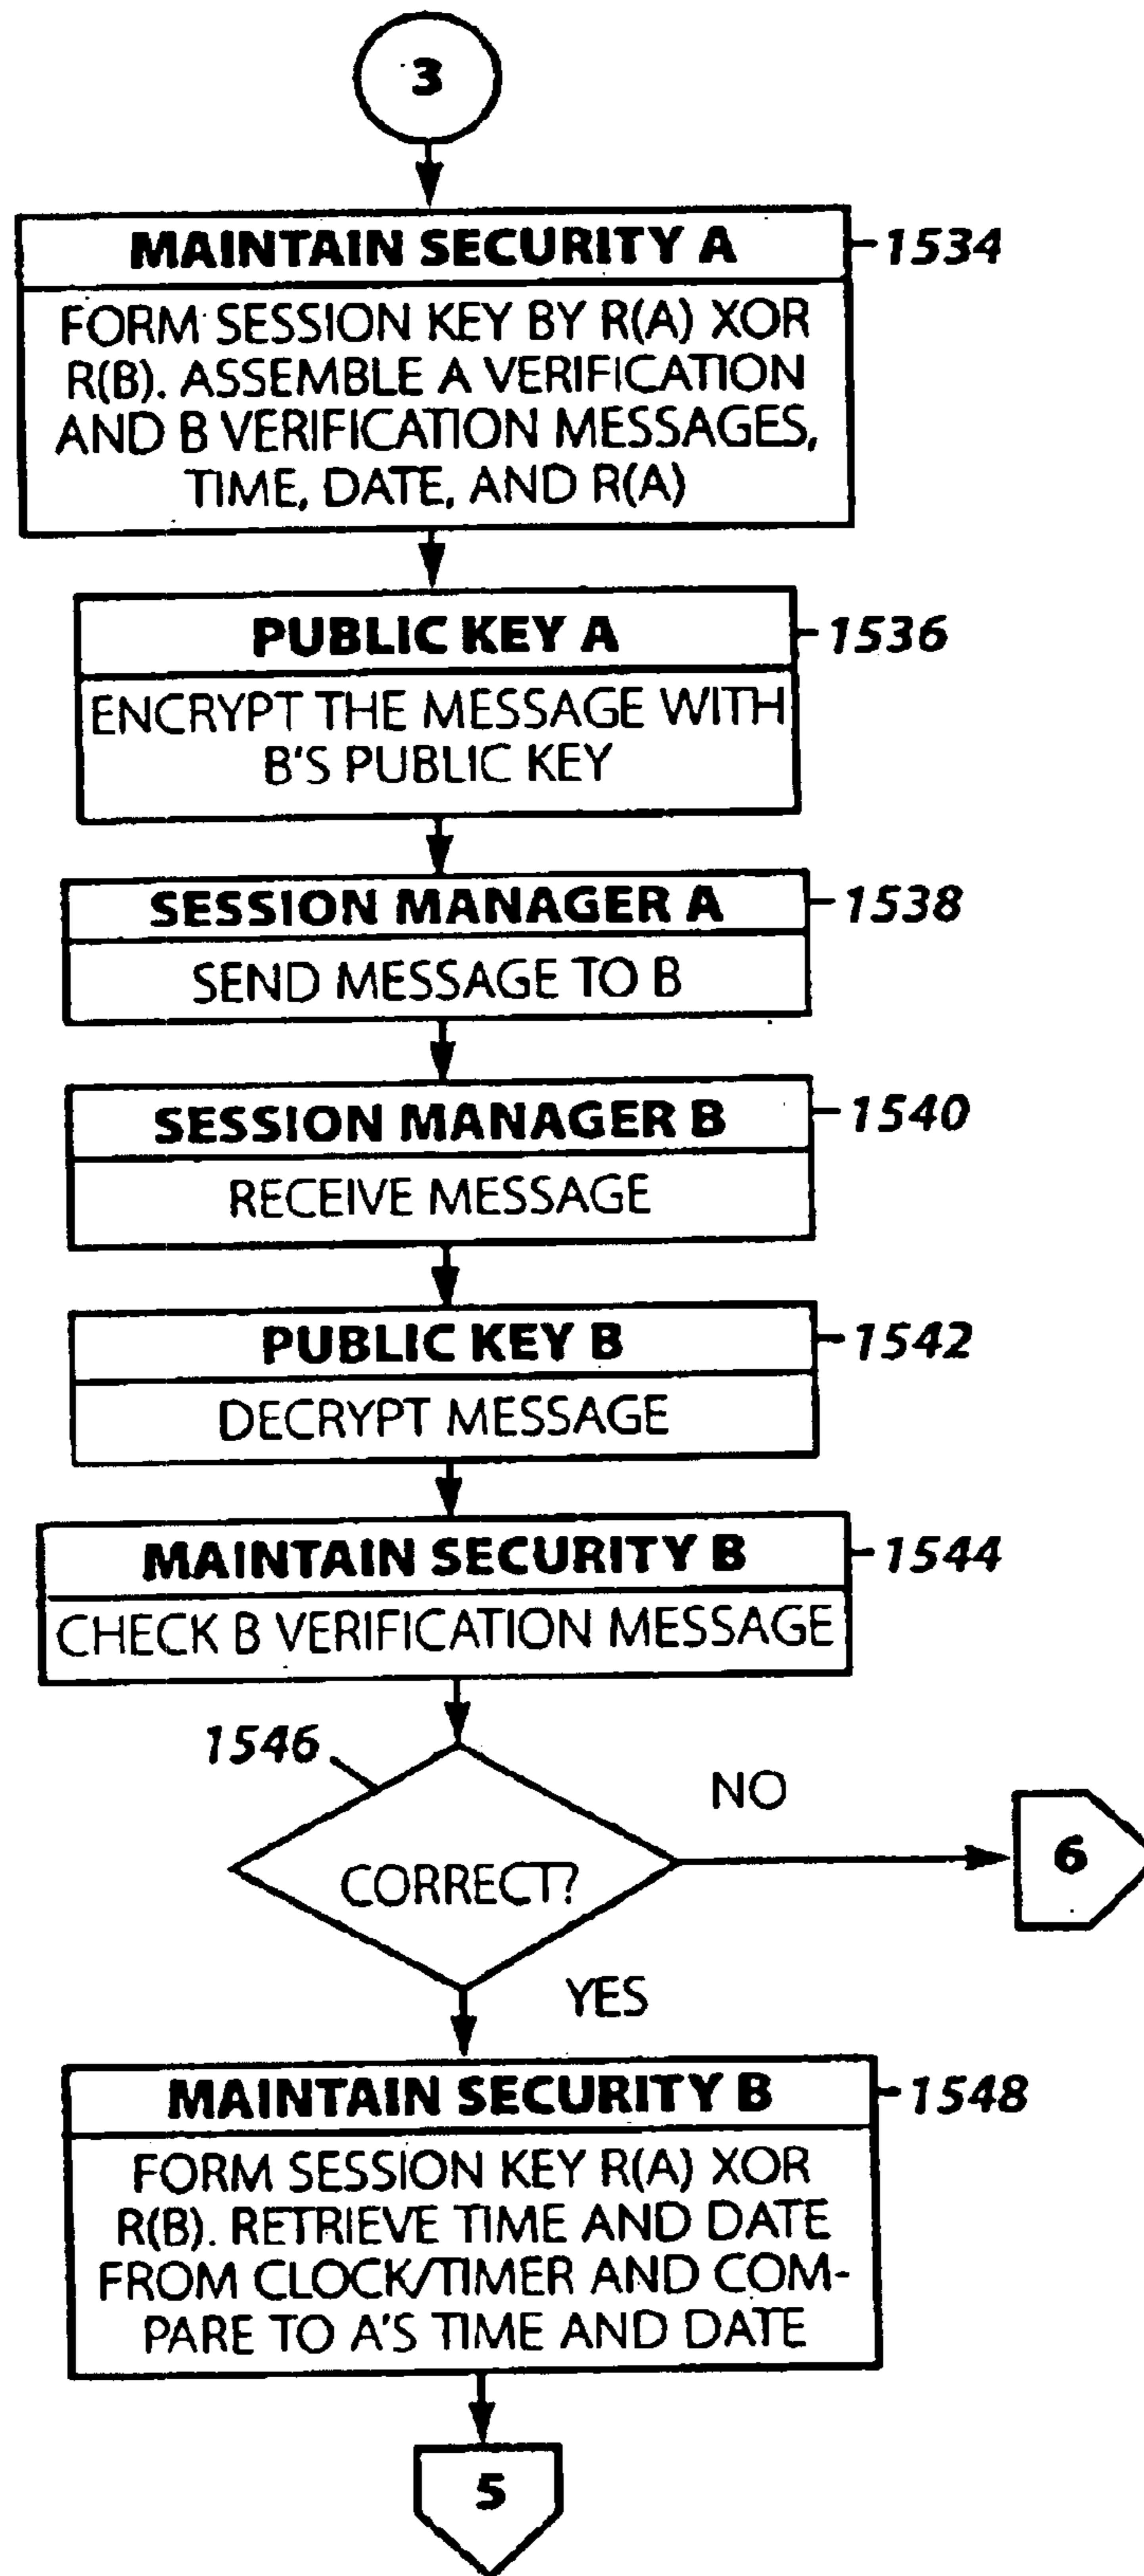 3
MAINTAIN SECURITY A
1534
FORM SESSION KEY BY R(A) XOR
R(B). ASSEMBLE A VERIFICATION
AND B VERIFICATION MESSAGES,
TIME, DATE, AND R(A)
PUBLIC KEY A
1536
ENCRYPT THE MESSAGE WITH
B'S PUBLIC KEY
SESSION MANAGER A
1538
SEND MESSAGE TO B
SESSION MANAGER B
1540
RECEIVE MESSAGE
PUBLIC KEY B
1542
DECRYPT MESSAGE
MAINTAIN SECURITY B
1544
CHECK B VERIFICATION MESSAGE
1546
NO
CORRECT?
6
YES
MAINTAIN SECURITY B
1548
FORM SESSION KEY R(A) XOR
R(B). RETRIEVE TIME AND DATE
FROM CLOCK/TIMER AND COM-
PARE TO A'S TIME AND DATE
5